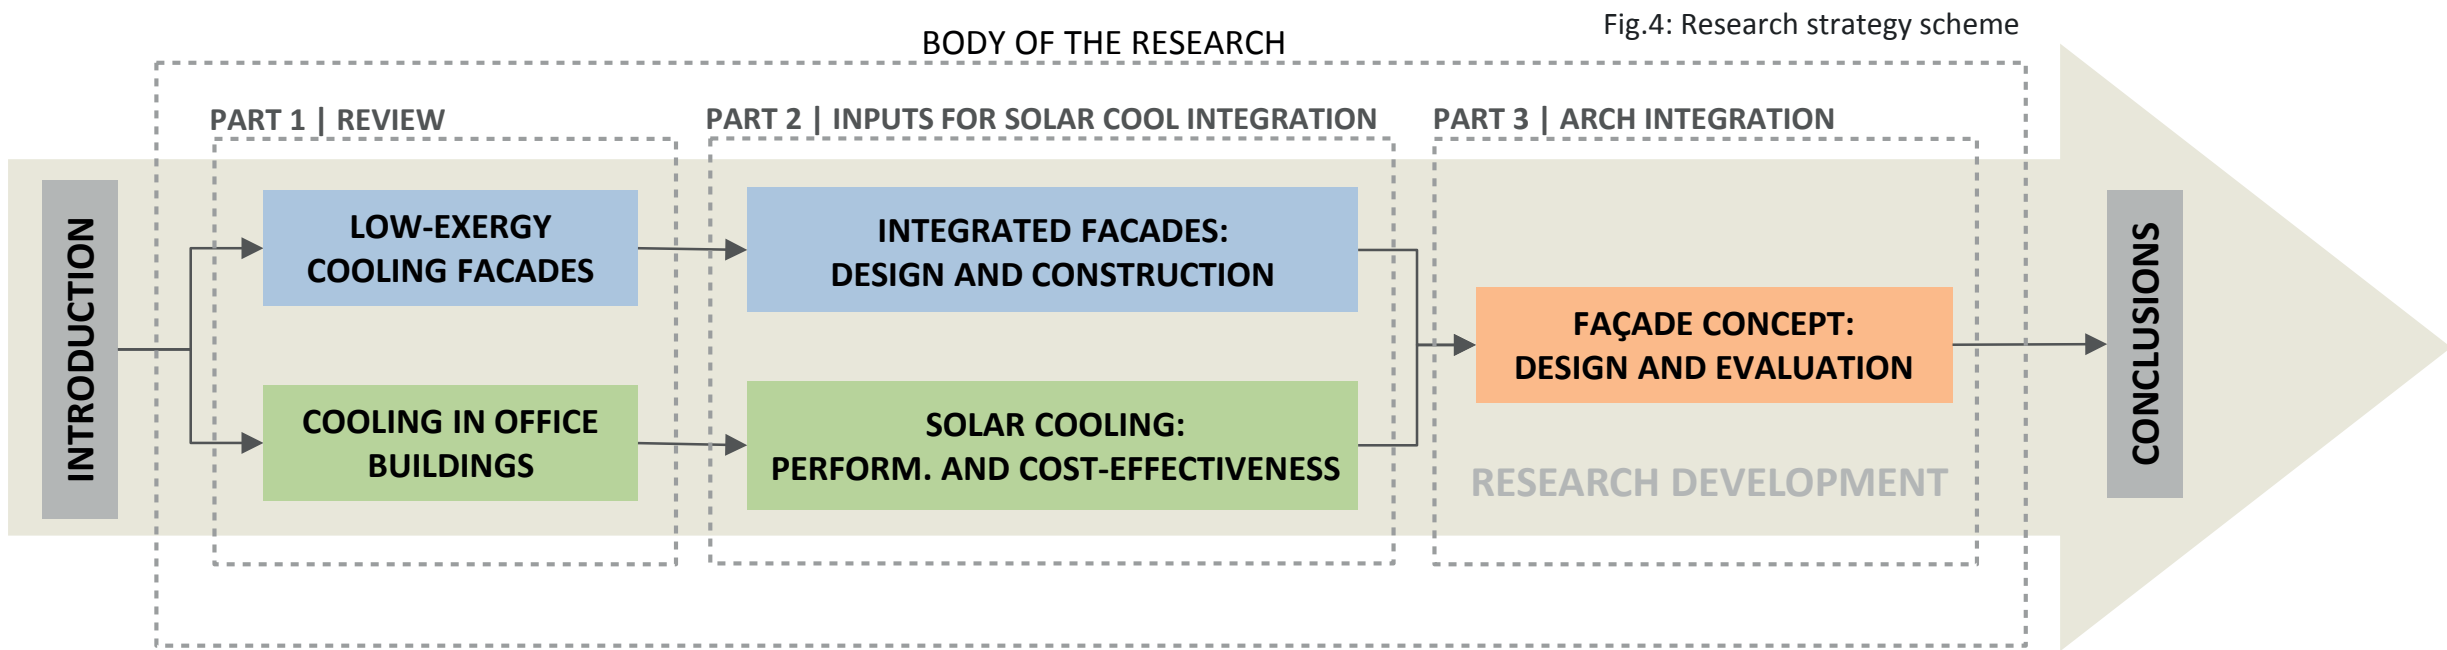 Fig.4: Research strategy scheme
BODY OF THE RESEARCH
PART 1 | REVIEW
PART 2 | INPUTS FOR SOLAR COOL INTEGRATION
PART 3 | ARCH INTEGRATION
INTRODUCTION
LOW-EXERGY
COOLING FACADES
COOLING IN OFFICE
BUILDINGS
INTEGRATED FACADES:
DESIGN AND CONSTRUCTION
SOLAR COOLING:
PERFORM. AND COST-EFFECTIVENESS
FAÇADE CONCEPT:
DESIGN AND EVALUATION
RESEARCH DEVELOPMENT
CONCLUSIONS